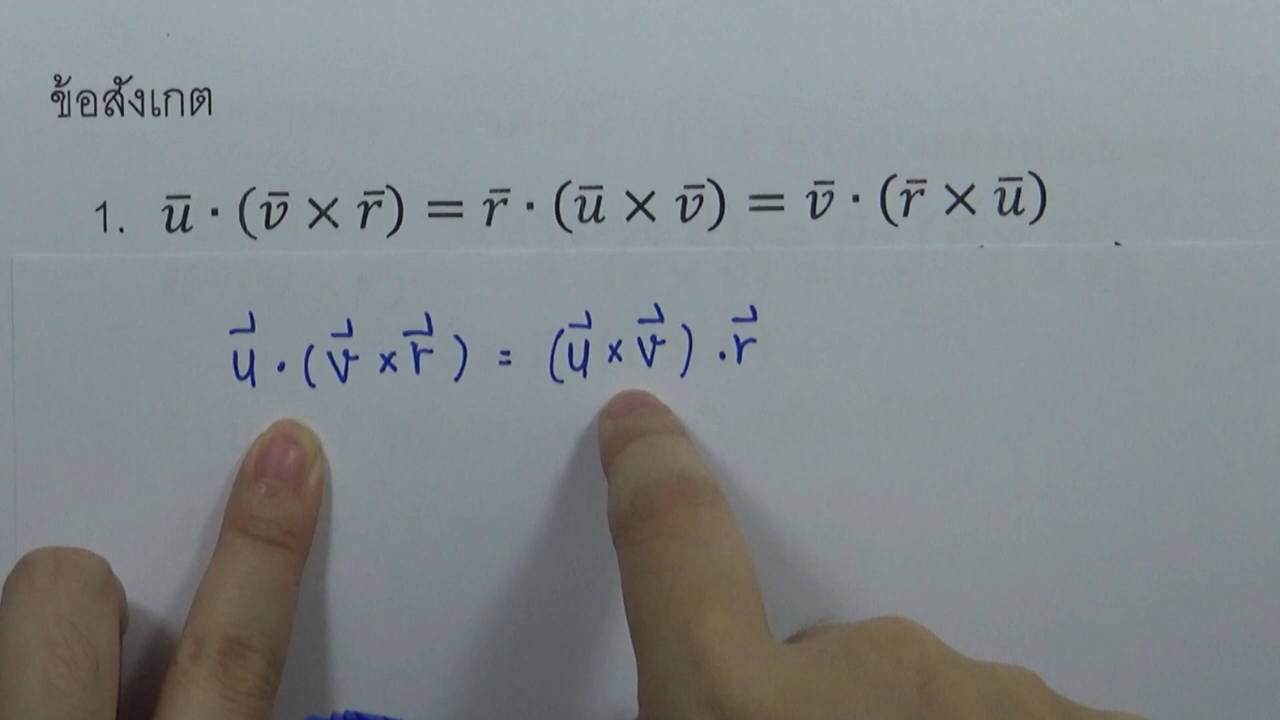 ข้อสังเกต
1. ū · (v̄ × r̄) = r̄ · (ū × v̄) = v̄ · (r̄ × ū)
u⃗ · (v⃗ × r⃗) = (u⃗ × v⃗) · r⃗